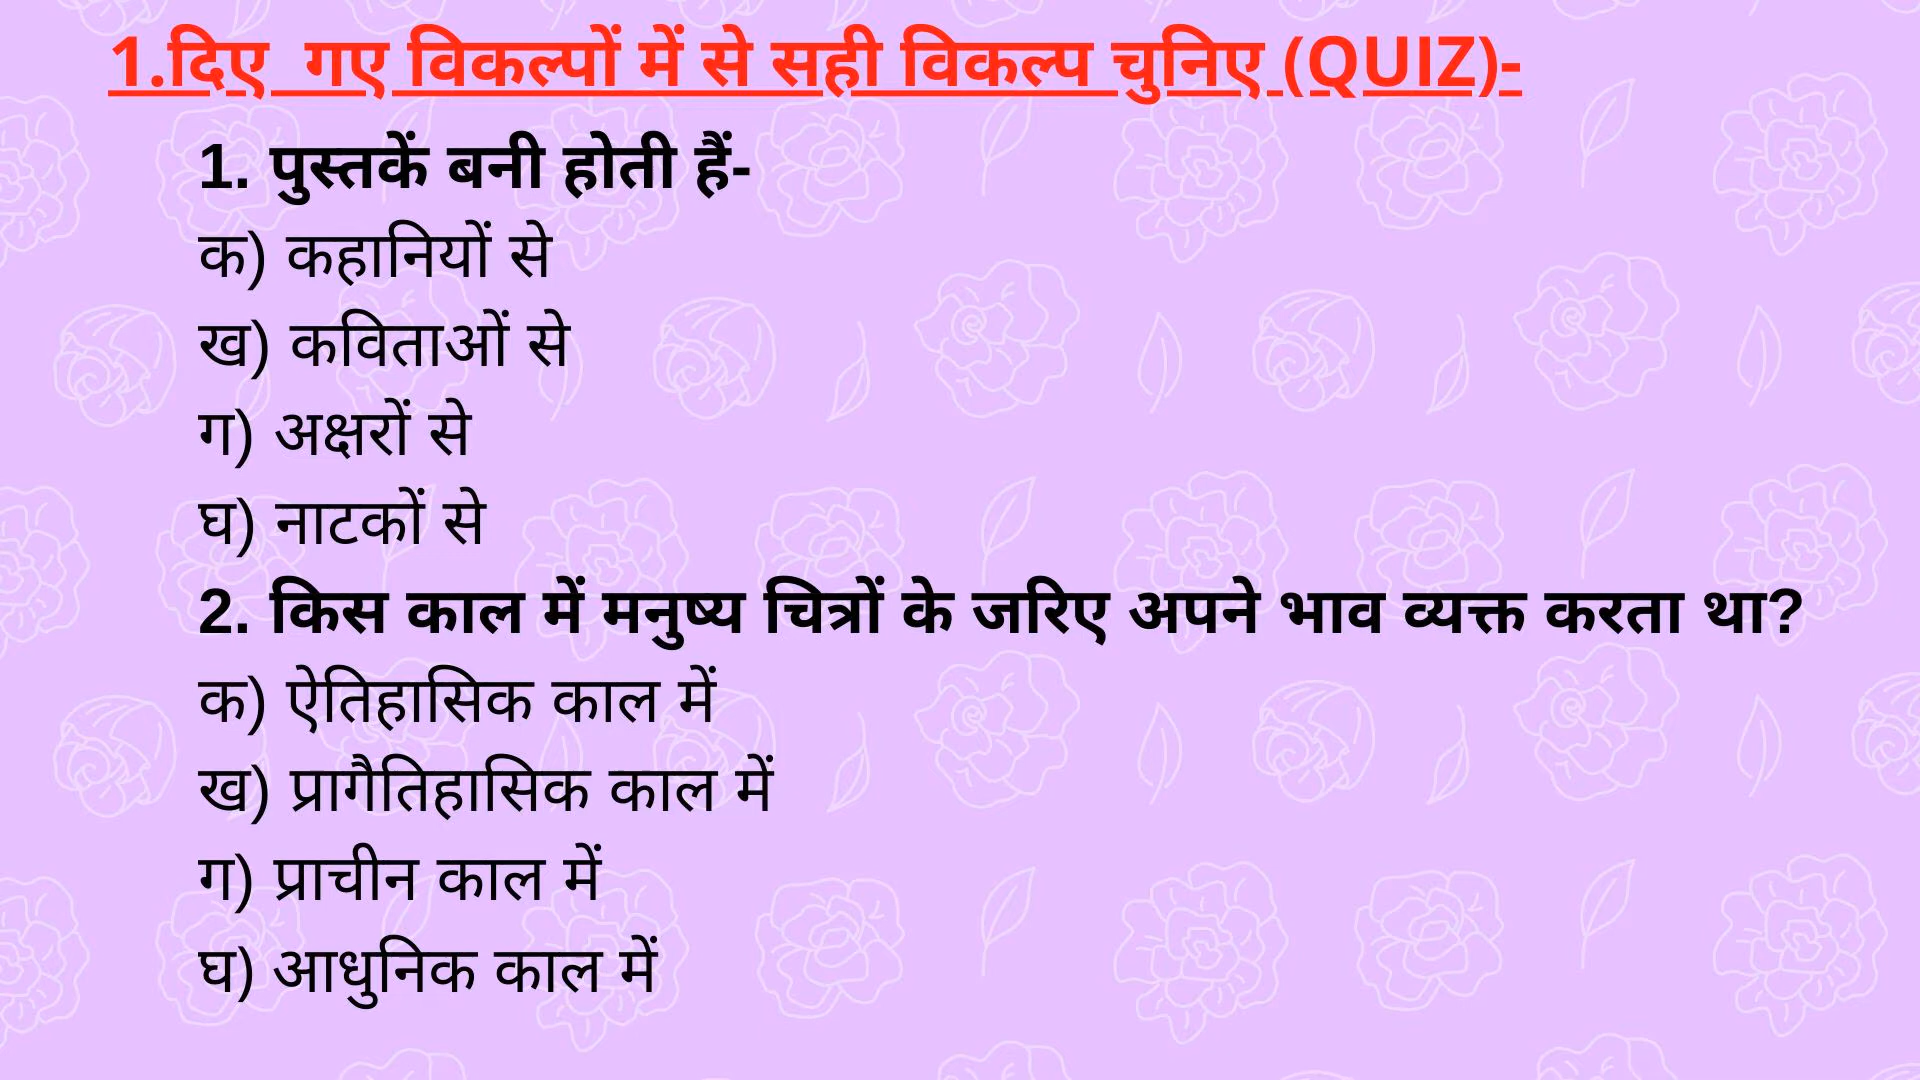 1.दिए गए विकल्पों में से सही विकल्प चुनिए (QUIZ)-
1. पुस्तकें बनी होती हैं-
क) कहानियों से
ख) कविताओं से
ग) अक्षरों से
घ) नाटकों से
2. किस काल में मनुष्य चित्रों के जरिए अपने भाव व्यक्त करता था?
क) ऐतिहासिक काल में
ख) प्रागैतिहासिक काल में
ग) प्राचीन काल में
घ) आधुनिक काल में